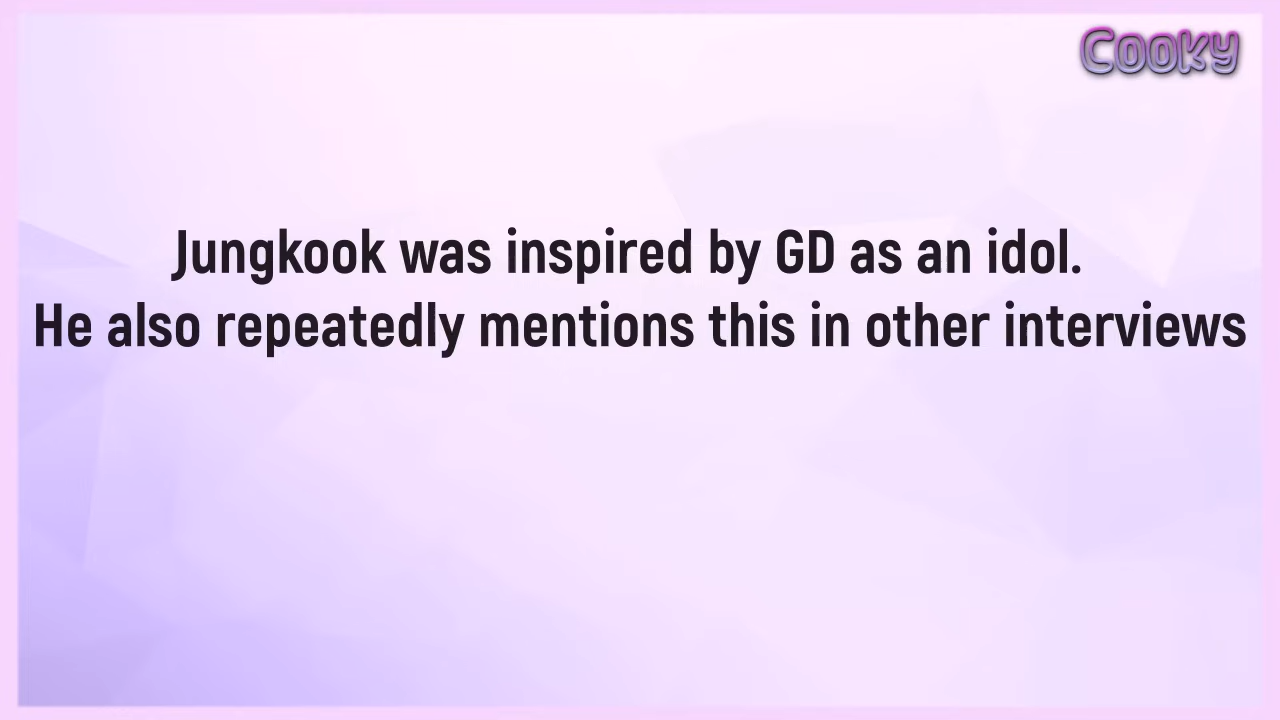 Cooky
Jungkook was inspired by GD as an idol.
He also repeatedly mentions this in other interviews